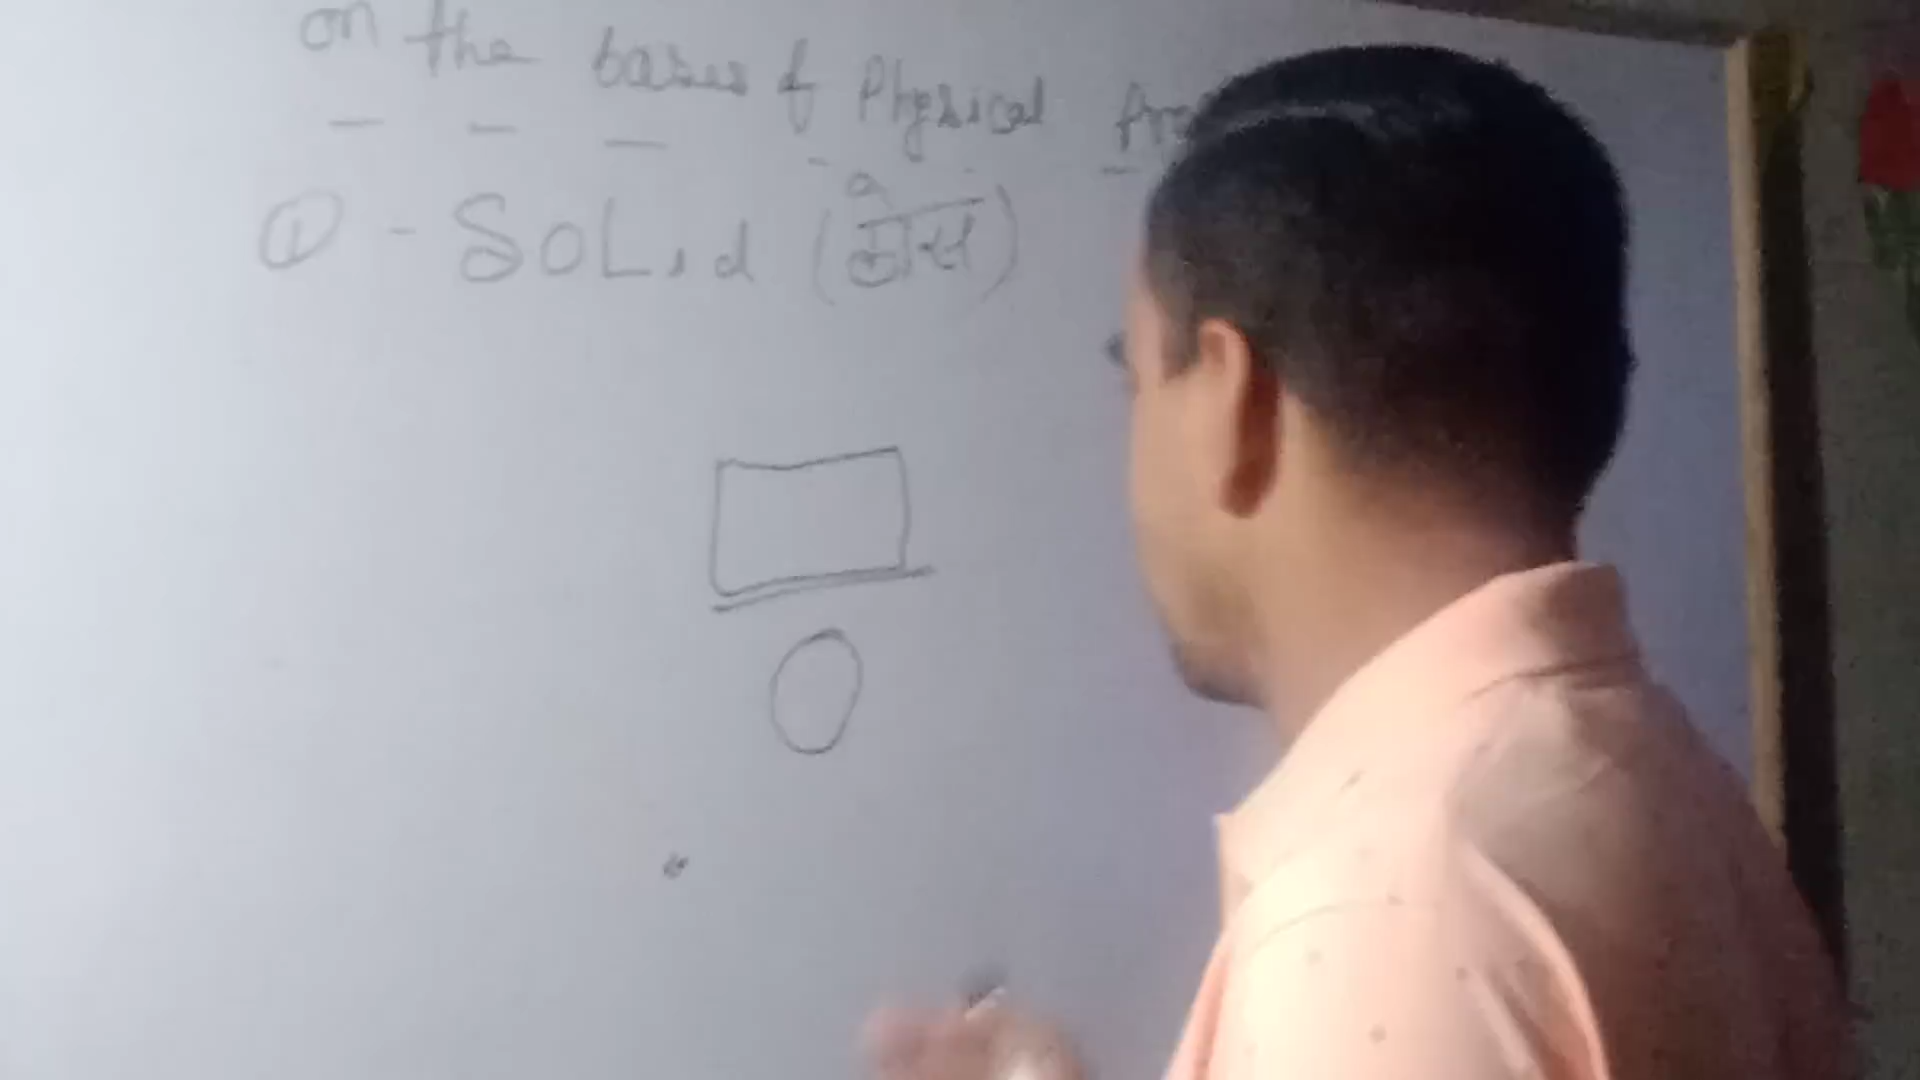 on the bases of Physical
① - SOLid (ठोस)